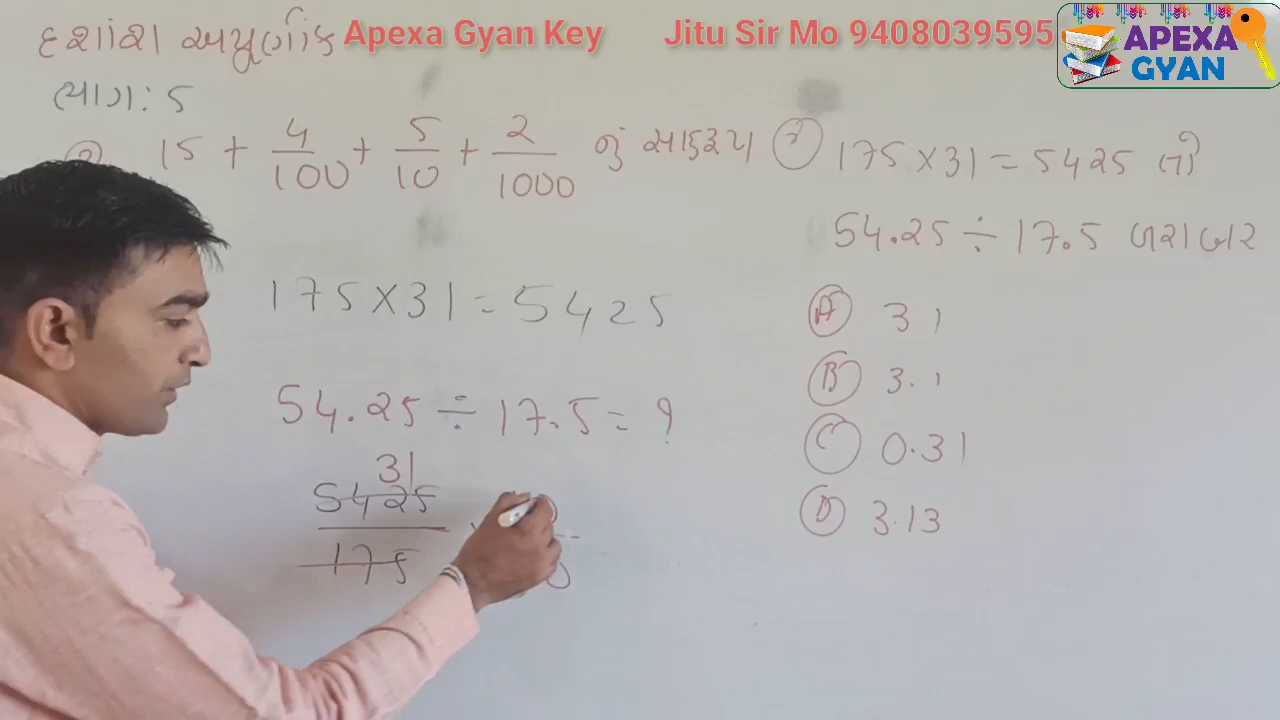 દશાંશ અપૂર્ણાંક
Apexa Gyan Key Jitu Sir Mo 9408039595
APEXA GYAN
ભાગ: 5
15 + 4/100 + 5/10 + 2/1000 નું સાદુરૂપ
175 × 31 = 5425 તો
54.25 ÷ 17.5 બરાબર
A 31
B 3.1
C 0.31
D 3.13
175 × 31 = 5425
54.25 ÷ 17.5 = ?
31
5425
175